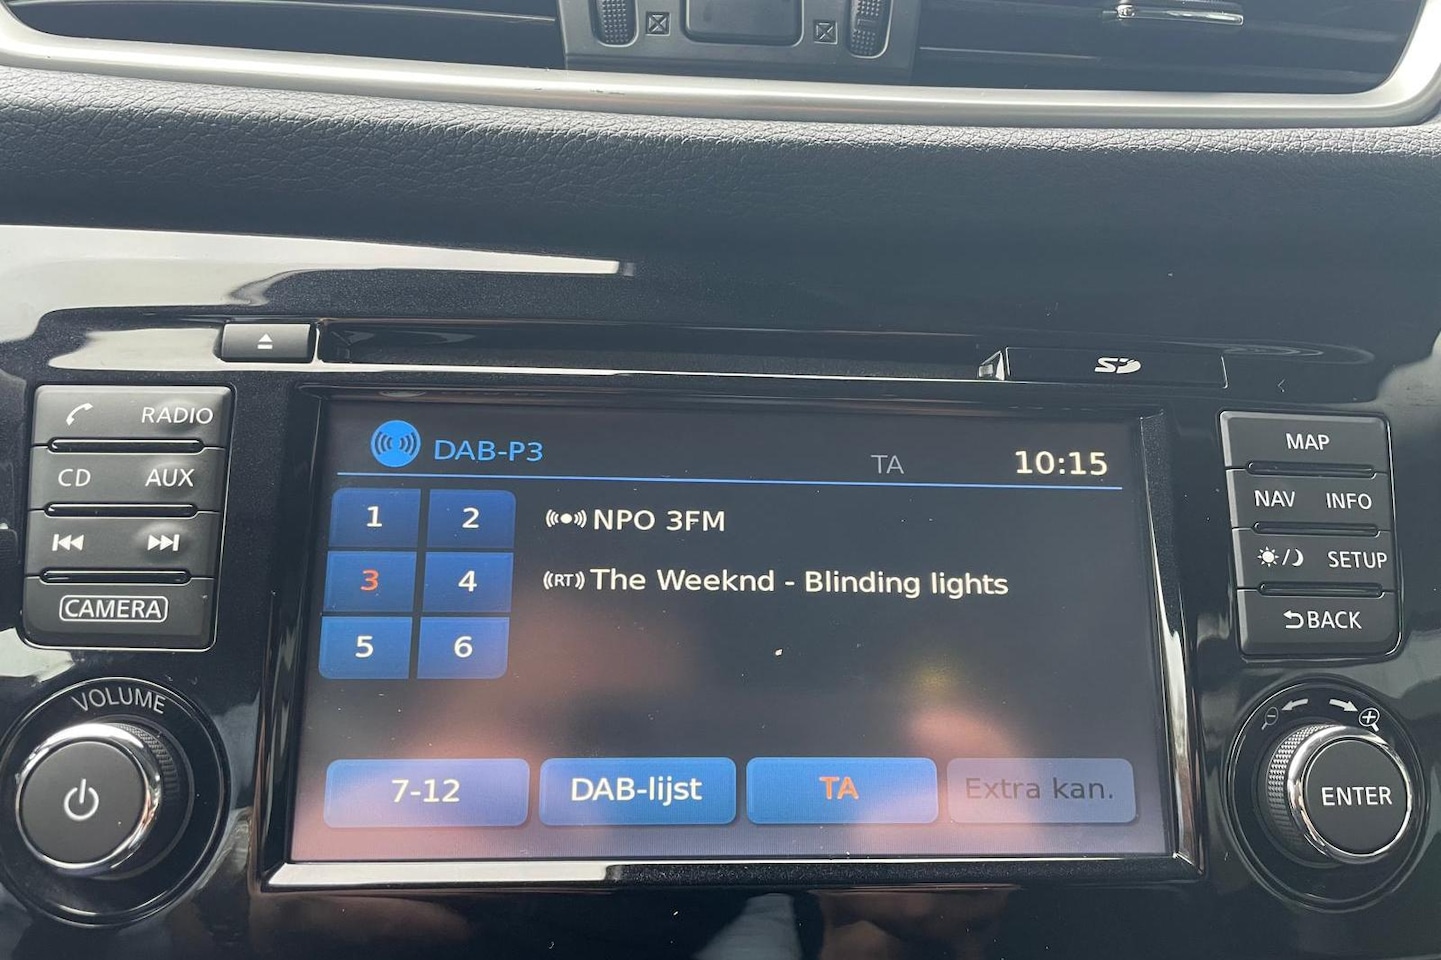 SD
RADIO
CD AUX
CAMERA
VOLUME
DAB-P3 TA 10:15
1 2 NPO 3FM
3 4 (RT) The Weeknd - Blinding lights
5 6
7-12 DAB-lijst TA Extra kan.
MAP
NAV INFO
SETUP
BACK
ENTER